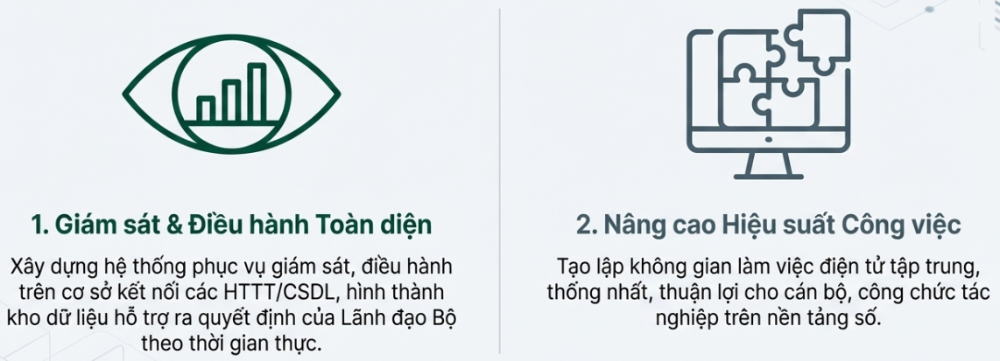 1. Giám sát & Điều hành Toàn diện
Xây dựng hệ thống phục vụ giám sát, điều hành
trên cơ sở kết nối các HTTT/CSDL, hình thành
kho dữ liệu hỗ trợ ra quyết định của Lãnh đạo Bộ
theo thời gian thực.
2. Nâng cao Hiệu suất Công việc
Tạo lập không gian làm việc điện tử tập trung,
thống nhất, thuận lợi cho cán bộ, công chức tác
nghiệp trên nền tảng số.